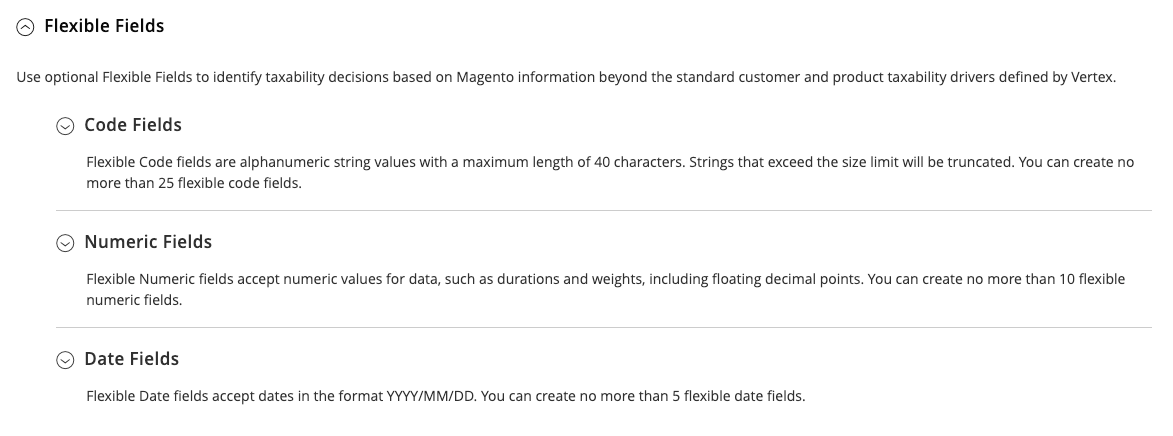 Flexible Fields
Use optional Flexible Fields to identify taxability decisions based on Magento information beyond the standard customer and product taxability drivers defined by Vertex.
Code Fields
Flexible Code fields are alphanumeric string values with a maximum length of 40 characters. Strings that exceed the size limit will be truncated. You can create no
more than 25 flexible code fields.
Numeric Fields
Flexible Numeric fields accept numeric values for data, such as durations and weights, including floating decimal points. You can create no more than 10 flexible
numeric fields.
Date Fields
Flexible Date fields accept dates in the format YYYY/MM/DD. You can create no more than 5 flexible date fields.